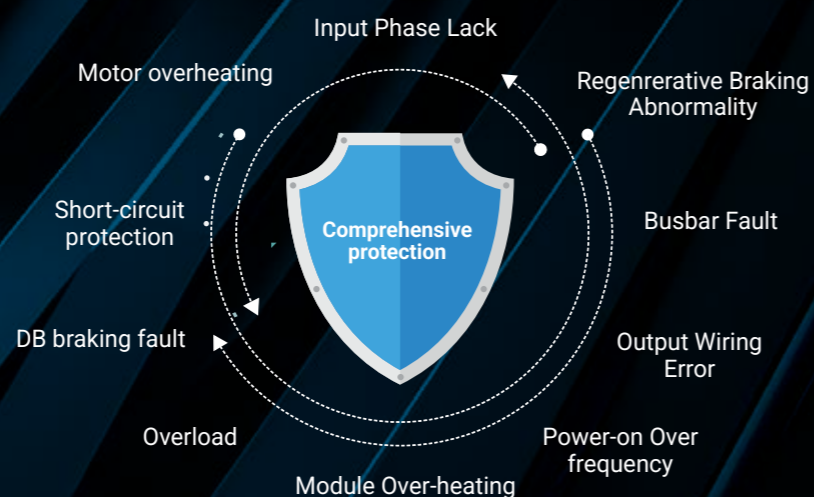 Input Phase Lack
Motor overheating
Regenrerative Braking
Abnormality
Short-circuit
protection
Comprehensive
protection
Busbar Fault
DB braking fault
Output Wiring
Error
Overload
Power-on Over
frequency
Module Over-heating